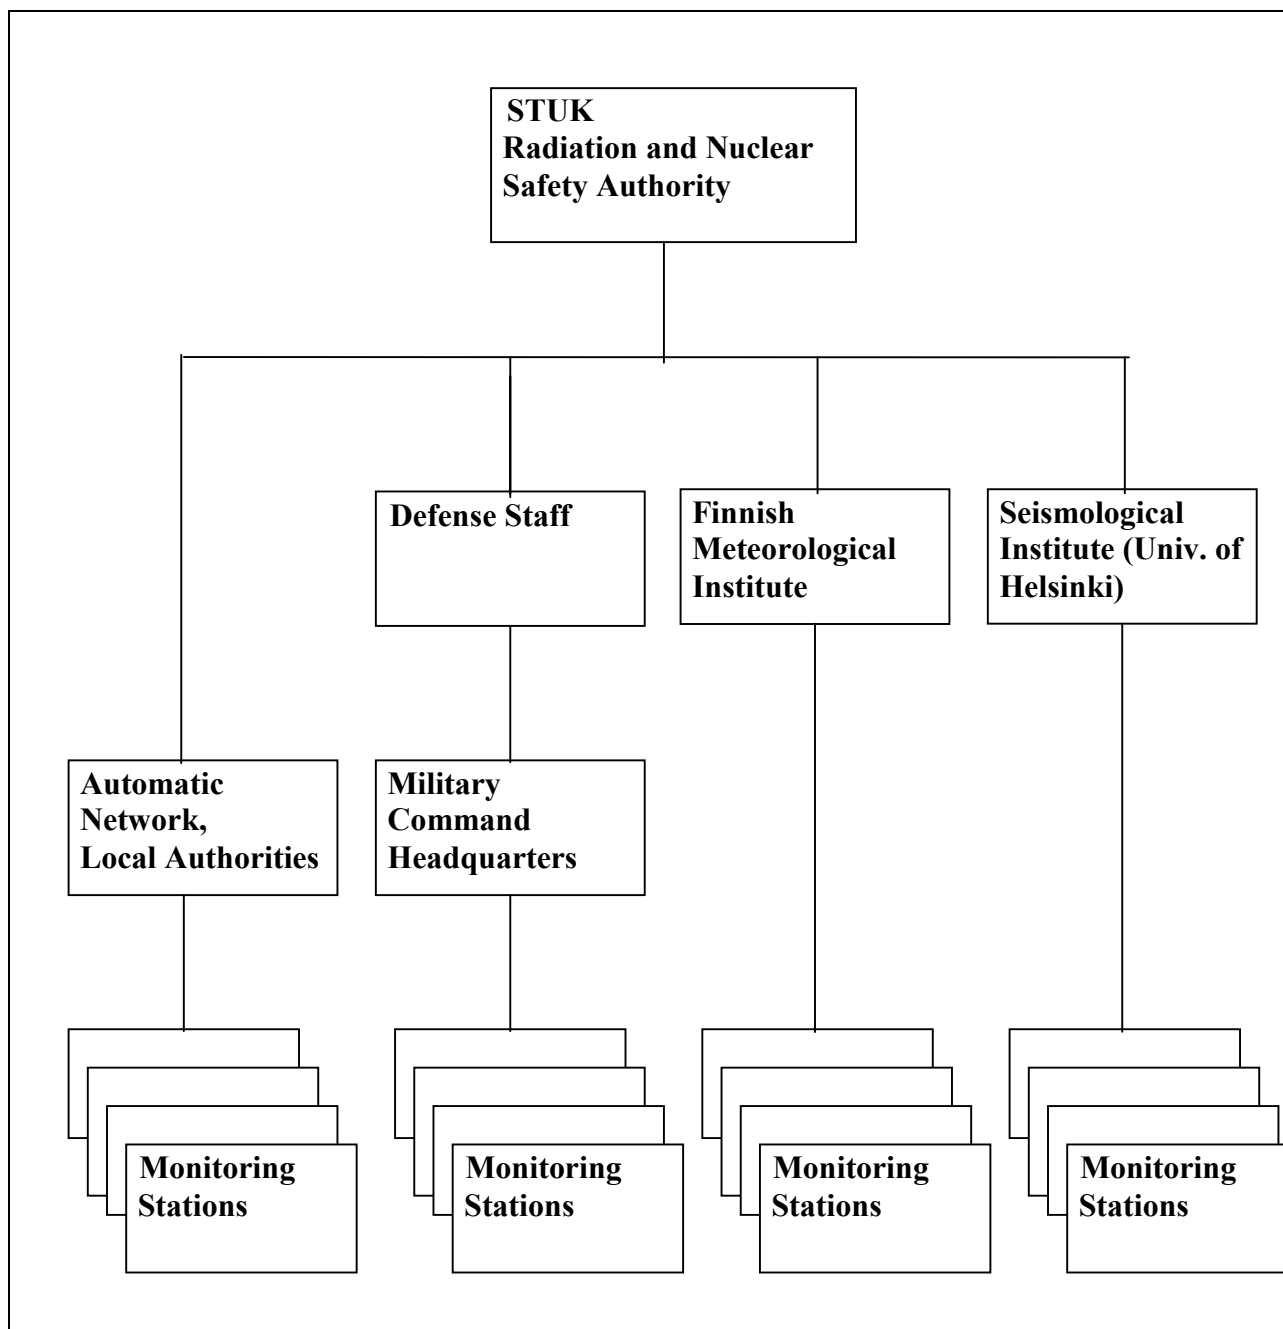 STUK
Radiation and Nuclear
Safety Authority
Defense Staff
Finnish
Meteorological
Institute
Seismological
Institute (Univ. of
Helsinki)
Automatic
Network,
Local Authorities
Military
Command
Headquarters
Monitoring
Stations
Monitoring
Stations
Monitoring
Stations
Monitoring
Stations